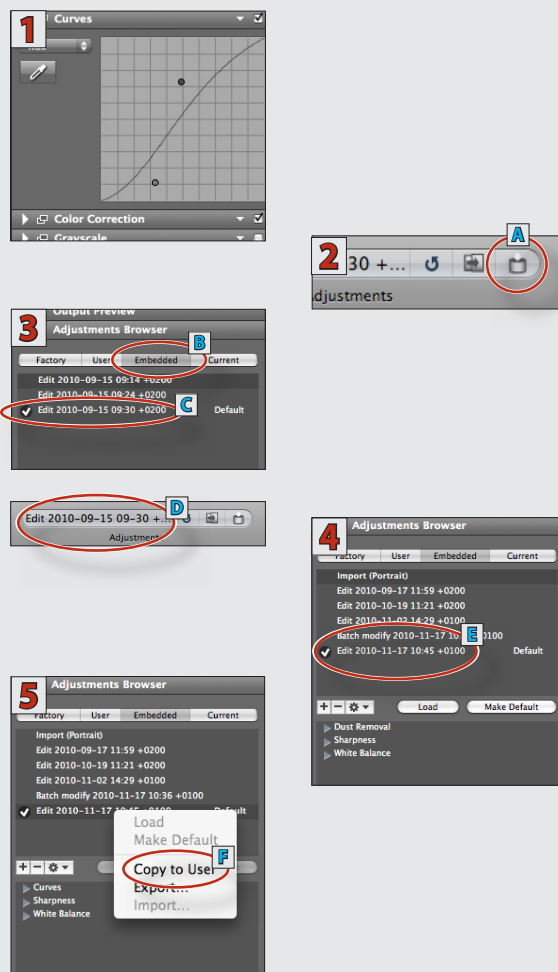 1
Curves
Color Correction
Grayscale
2
A
30 +...
djustments
3
Output Preview
Adjustments Browser
B
Factory User Embedded Current
Edit 2010-09-15 09:14 +0200
Edit 2010-09-15 09:24 +0200
C
Edit 2010-09-15 09:30 +0200 Default
D
Edit 2010-09-15 09-30 +...
Adjustment
4
Adjustments Browser
Factory User Embedded Current
Import (Portrait)
Edit 2010-09-17 11:59 +0200
Edit 2010-10-19 11:21 +0200
Edit 2010-11-02 14:29 +0100
E
Batch modify 2010-11-17 10: 0100
Edit 2010-11-17 10:45 +0100 Default
+ − Load Make Default
Dust Removal
Sharpness
White Balance
5
Adjustments Browser
Factory User Embedded Current
Import (Portrait)
Edit 2010-09-17 11:59 +0200
Edit 2010-10-19 11:21 +0200
Edit 2010-11-02 14:29 +0100
Batch modify 2010-11-17 10:36 +0100
Edit 2010-11-17 10:45 +0100 Default
Load
Make Default
F
Copy to User
Export...
Import...
+ −
Curves
Sharpness
White Balance